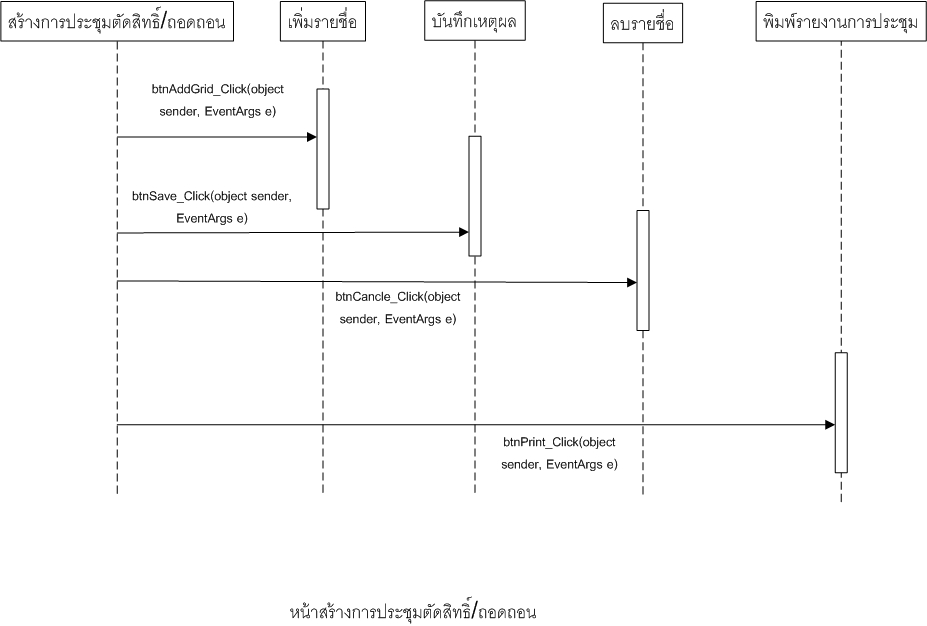 สร้างการประชุมตัดสิทธิ์/ถอดถอน
เพิ่มรายชื่อ
บันทึกเหตุผล
ลบรายชื่อ
พิมพ์รายงานการประชุม
btnAddGrid_Click(object
sender, EventArgs e)
btnSave_Click(object sender,
EventArgs e)
btnCancle_Click(object
sender, EventArgs e)
btnPrint_Click(object
sender, EventArgs e)
หน้าสร้างการประชุมตัดสิทธิ์/ถอดถอน